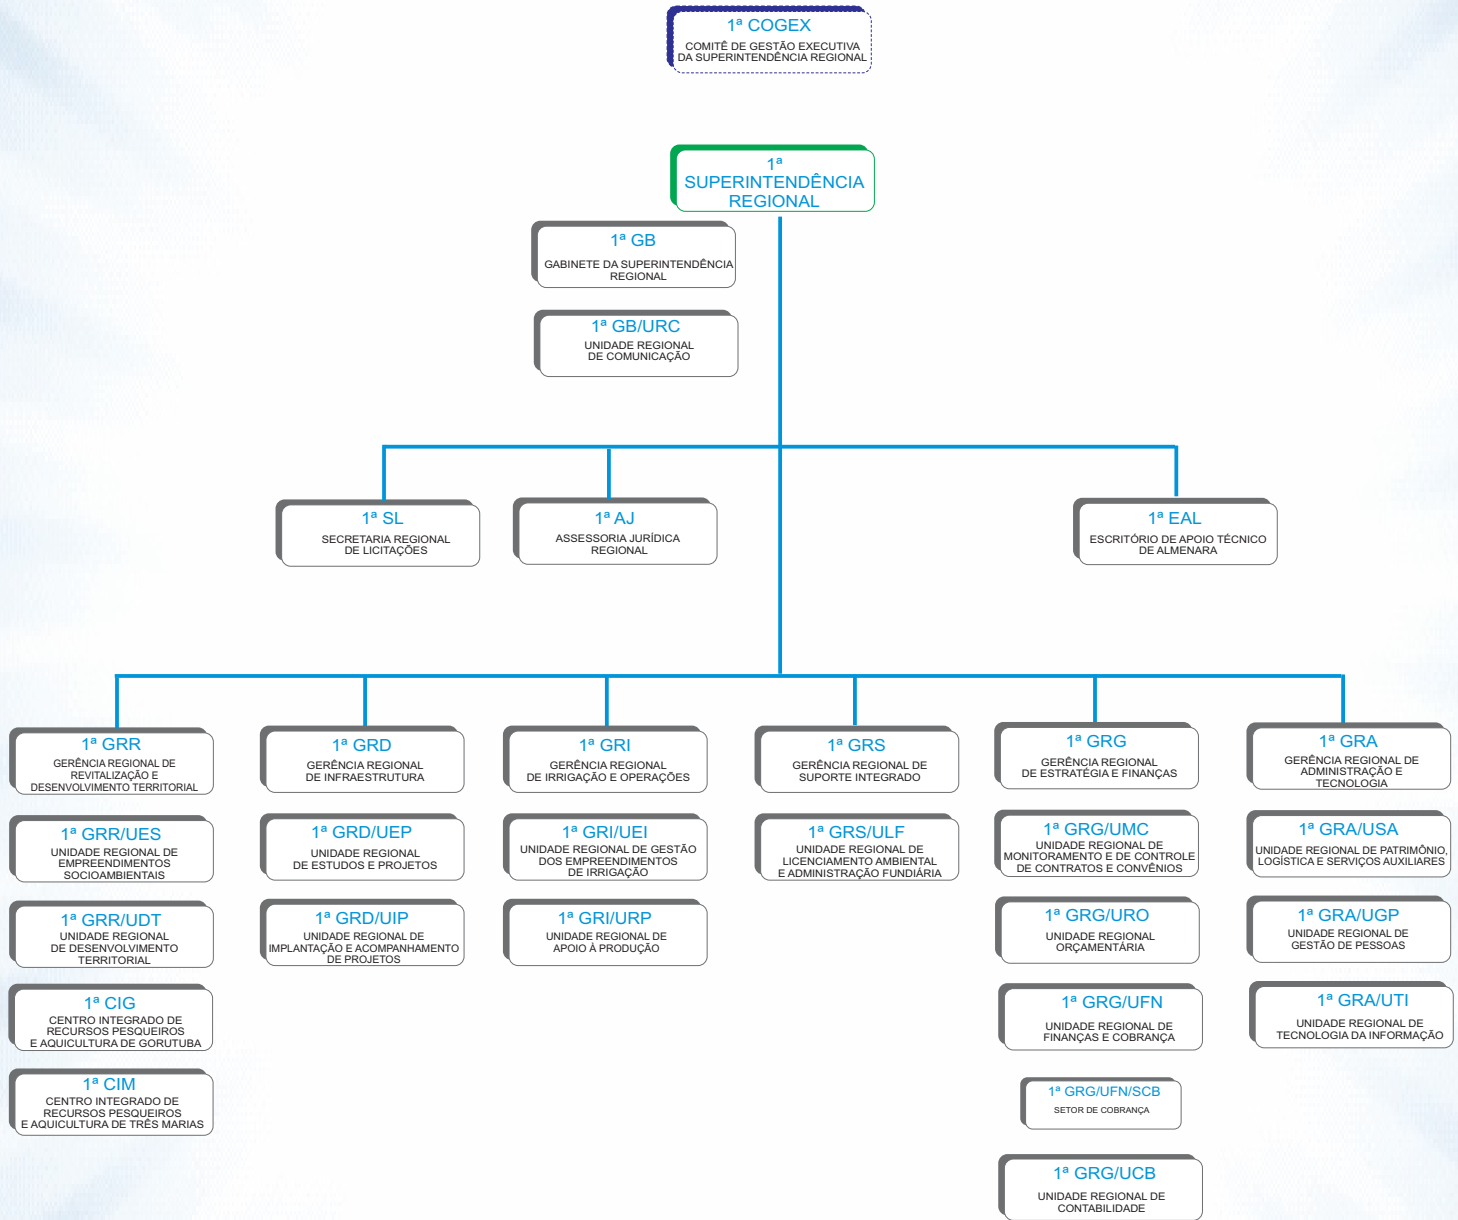 1ª COGEX
COMITÊ DE GESTÃO EXECUTIVA
DA SUPERINTENDÊNCIA REGIONAL
1ª
SUPERINTENDÊNCIA
REGIONAL
1ª GB
GABINETE DA SUPERINTENDÊNCIA
REGIONAL
1ª GB/URC
UNIDADE REGIONAL
DE COMUNICAÇÃO
1ª SL
SECRETARIA REGIONAL
DE LICITAÇÕES
1ª AJ
ASSESSORIA JURÍDICA
REGIONAL
1ª EAL
ESCRITÓRIO DE APOIO TÉCNICO
DE ALMENARA
1ª GRR
GERÊNCIA REGIONAL DE
REVITALIZAÇÃO E
DESENVOLVIMENTO TERRITORIAL
1ª GRR/UES
UNIDADE REGIONAL DE
EMPREENDIMENTOS
SOCIOAMBIENTAIS
1ª GRR/UDT
UNIDADE REGIONAL
DE DESENVOLVIMENTO
TERRITORIAL
1ª CIG
CENTRO INTEGRADO DE
RECURSOS PESQUEIROS
E AQUICULTURA DE GORUTUBA
1ª CIM
CENTRO INTEGRADO DE
RECURSOS PESQUEIROS
E AQUICULTURA DE TRÊS MARIAS
1ª GRD
GERÊNCIA REGIONAL
DE INFRAESTRUTURA
1ª GRD/UEP
UNIDADE REGIONAL
DE ESTUDOS E PROJETOS
1ª GRD/UIP
UNIDADE REGIONAL DE
IMPLANTAÇÃO E ACOMPANHAMENTO
DE PROJETOS
1ª GRI
GERÊNCIA REGIONAL
DE IRRIGAÇÃO E OPERAÇÕES
1ª GRI/UEI
UNIDADE REGIONAL DE GESTÃO
DOS EMPREENDIMENTOS
DE IRRIGAÇÃO
1ª GRI/URP
UNIDADE REGIONAL DE
APOIO À PRODUÇÃO
1ª GRS
GERÊNCIA REGIONAL DE
SUPORTE INTEGRADO
1ª GRS/ULF
UNIDADE REGIONAL DE
LICENCIAMENTO AMBIENTAL
E ADMINISTRAÇÃO FUNDIÁRIA
1ª GRG
GERÊNCIA REGIONAL
DE ESTRATÉGIA E FINANÇAS
1ª GRG/UMC
UNIDADE REGIONAL DE
MONITORAMENTO E DE CONTROLE
DE CONTRATOS E CONVÊNIOS
1ª GRG/URO
UNIDADE REGIONAL
ORÇAMENTÁRIA
1ª GRG/UFN
UNIDADE REGIONAL DE
FINANÇAS E COBRANÇA
1ª GRG/UFN/SCB
SETOR DE COBRANÇA
1ª GRG/UCB
UNIDADE REGIONAL DE
CONTABILIDADE
1ª GRA
GERÊNCIA REGIONAL DE
ADMINISTRAÇÃO E
TECNOLOGIA
1ª GRA/USA
UNIDADE REGIONAL DE PATRIMÔNIO,
LOGÍSTICA E SERVIÇOS AUXILIARES
1ª GRA/UGP
UNIDADE REGIONAL DE
GESTÃO DE PESSOAS
1ª GRA/UTI
UNIDADE REGIONAL DE
TECNOLOGIA DA INFORMAÇÃO